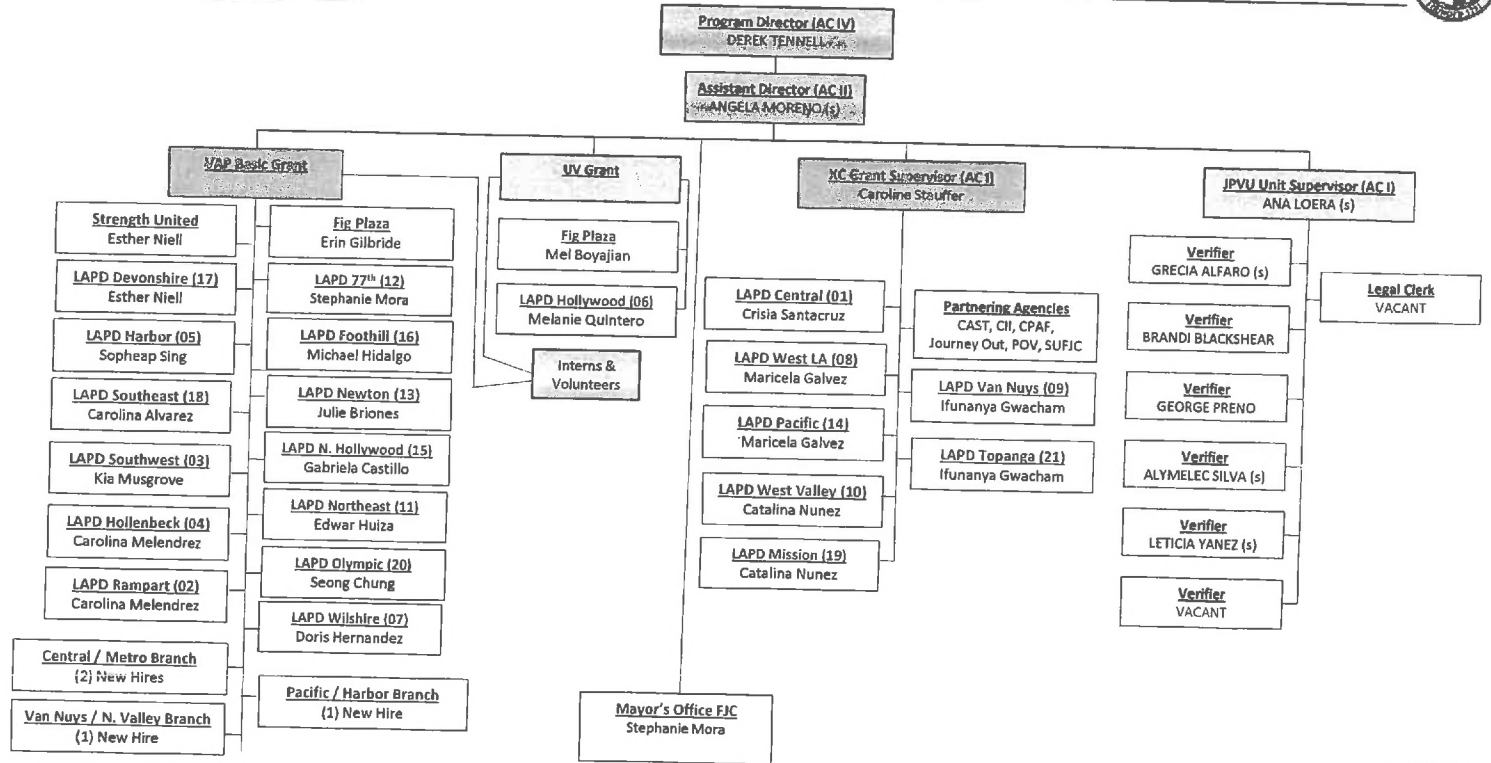 Program Director (AC IV)
DEREK TENNELL
Assistant Director (AC II)
ANGELA MORENO (s)
VAP Basic Grant
Strength United
Esther Niell
LAPD Devonshire (17)
Esther Niell
LAPD Harbor (05)
Sopheap Sing
LAPD Southeast (18)
Carolina Alvarez
LAPD Southwest (03)
Kia Musgrove
LAPD Hollenbeck (04)
Carolina Melendrez
LAPD Rampart (02)
Carolina Melendrez
Central / Metro Branch
(2) New Hires
Van Nuys / N. Valley Branch
(1) New Hire
Fig Plaza
Erin Gilbride
LAPD 77th (12)
Stephanie Mora
LAPD Foothill (16)
Michael Hidalgo
LAPD Newton (13)
Julie Briones
LAPD N. Hollywood (15)
Gabriela Castillo
LAPD Northeast (11)
Edwar Huiza
LAPD Olympic (20)
Seong Chung
LAPD Wilshire (07)
Doris Hernandez
Pacific / Harbor Branch
(1) New Hire
UV Grant
Fig Plaza
Mel Boyajian
LAPD Hollywood (06)
Melanie Quintero
Interns &
Volunteers
Mayor's Office FJC
Stephanie Mora
XC Grant Supervisor (AC I)
Caroline Stauffer
LAPD Central (01)
Crisia Santacruz
LAPD West LA (08)
Maricela Galvez
LAPD Pacific (14)
Maricela Galvez
LAPD West Valley (10)
Catalina Nunez
LAPD Mission (19)
Catalina Nunez
Partnering Agencies
CAST, CII, CPAF,
Journey Out, POV, SUFJC
LAPD Van Nuys (09)
Ifunanya Gwacham
LAPD Topanga (21)
Ifunanya Gwacham
JPVU Unit Supervisor (AC I)
ANA LOERA (s)
Verifier
GRECIA ALFARO (s)
Verifier
BRANDI BLACKSHEAR
Verifier
GEORGE PRENO
Verifier
ALYMELEC SILVA (s)
Verifier
LETICIA YANEZ (s)
Verifier
VACANT
Legal Clerk
VACANT